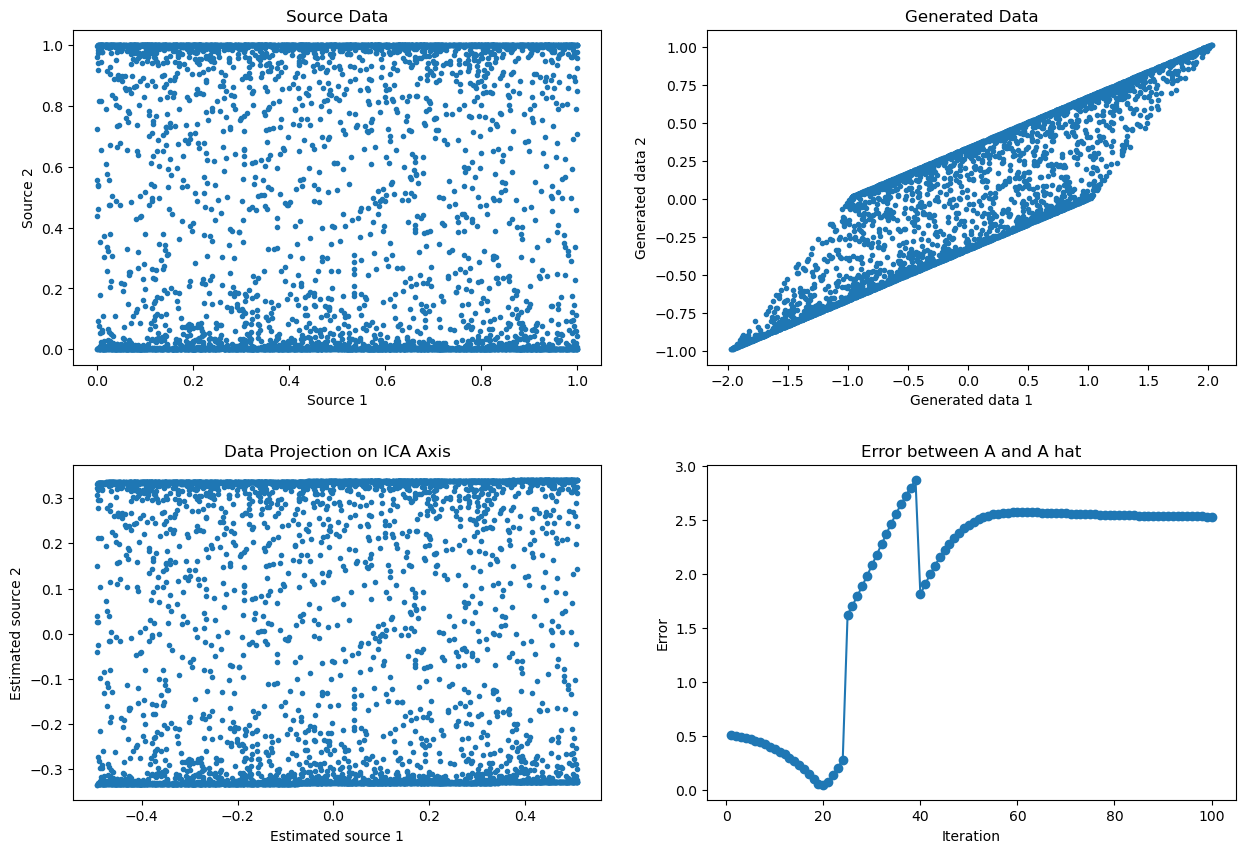 Source Data
1.0
0.8
0.6
0.4
0.2
0.0
Source 2
0.0 0.2 0.4 0.6 0.8 1.0
Source 1
Generated Data
1.00
0.75
0.50
0.25
0.00
−0.25
−0.50
−0.75
−1.00
Generated data 2
−2.0 −1.5 −1.0 −0.5 0.0 0.5 1.0 1.5 2.0
Generated data 1
Data Projection on ICA Axis
0.3
0.2
0.1
0.0
−0.1
−0.2
−0.3
Estimated source 2
−0.4 −0.2 0.0 0.2 0.4
Estimated source 1
Error between A and A hat
3.0
2.5
2.0
1.5
1.0
0.5
0.0
Error
0 20 40 60 80 100
Iteration